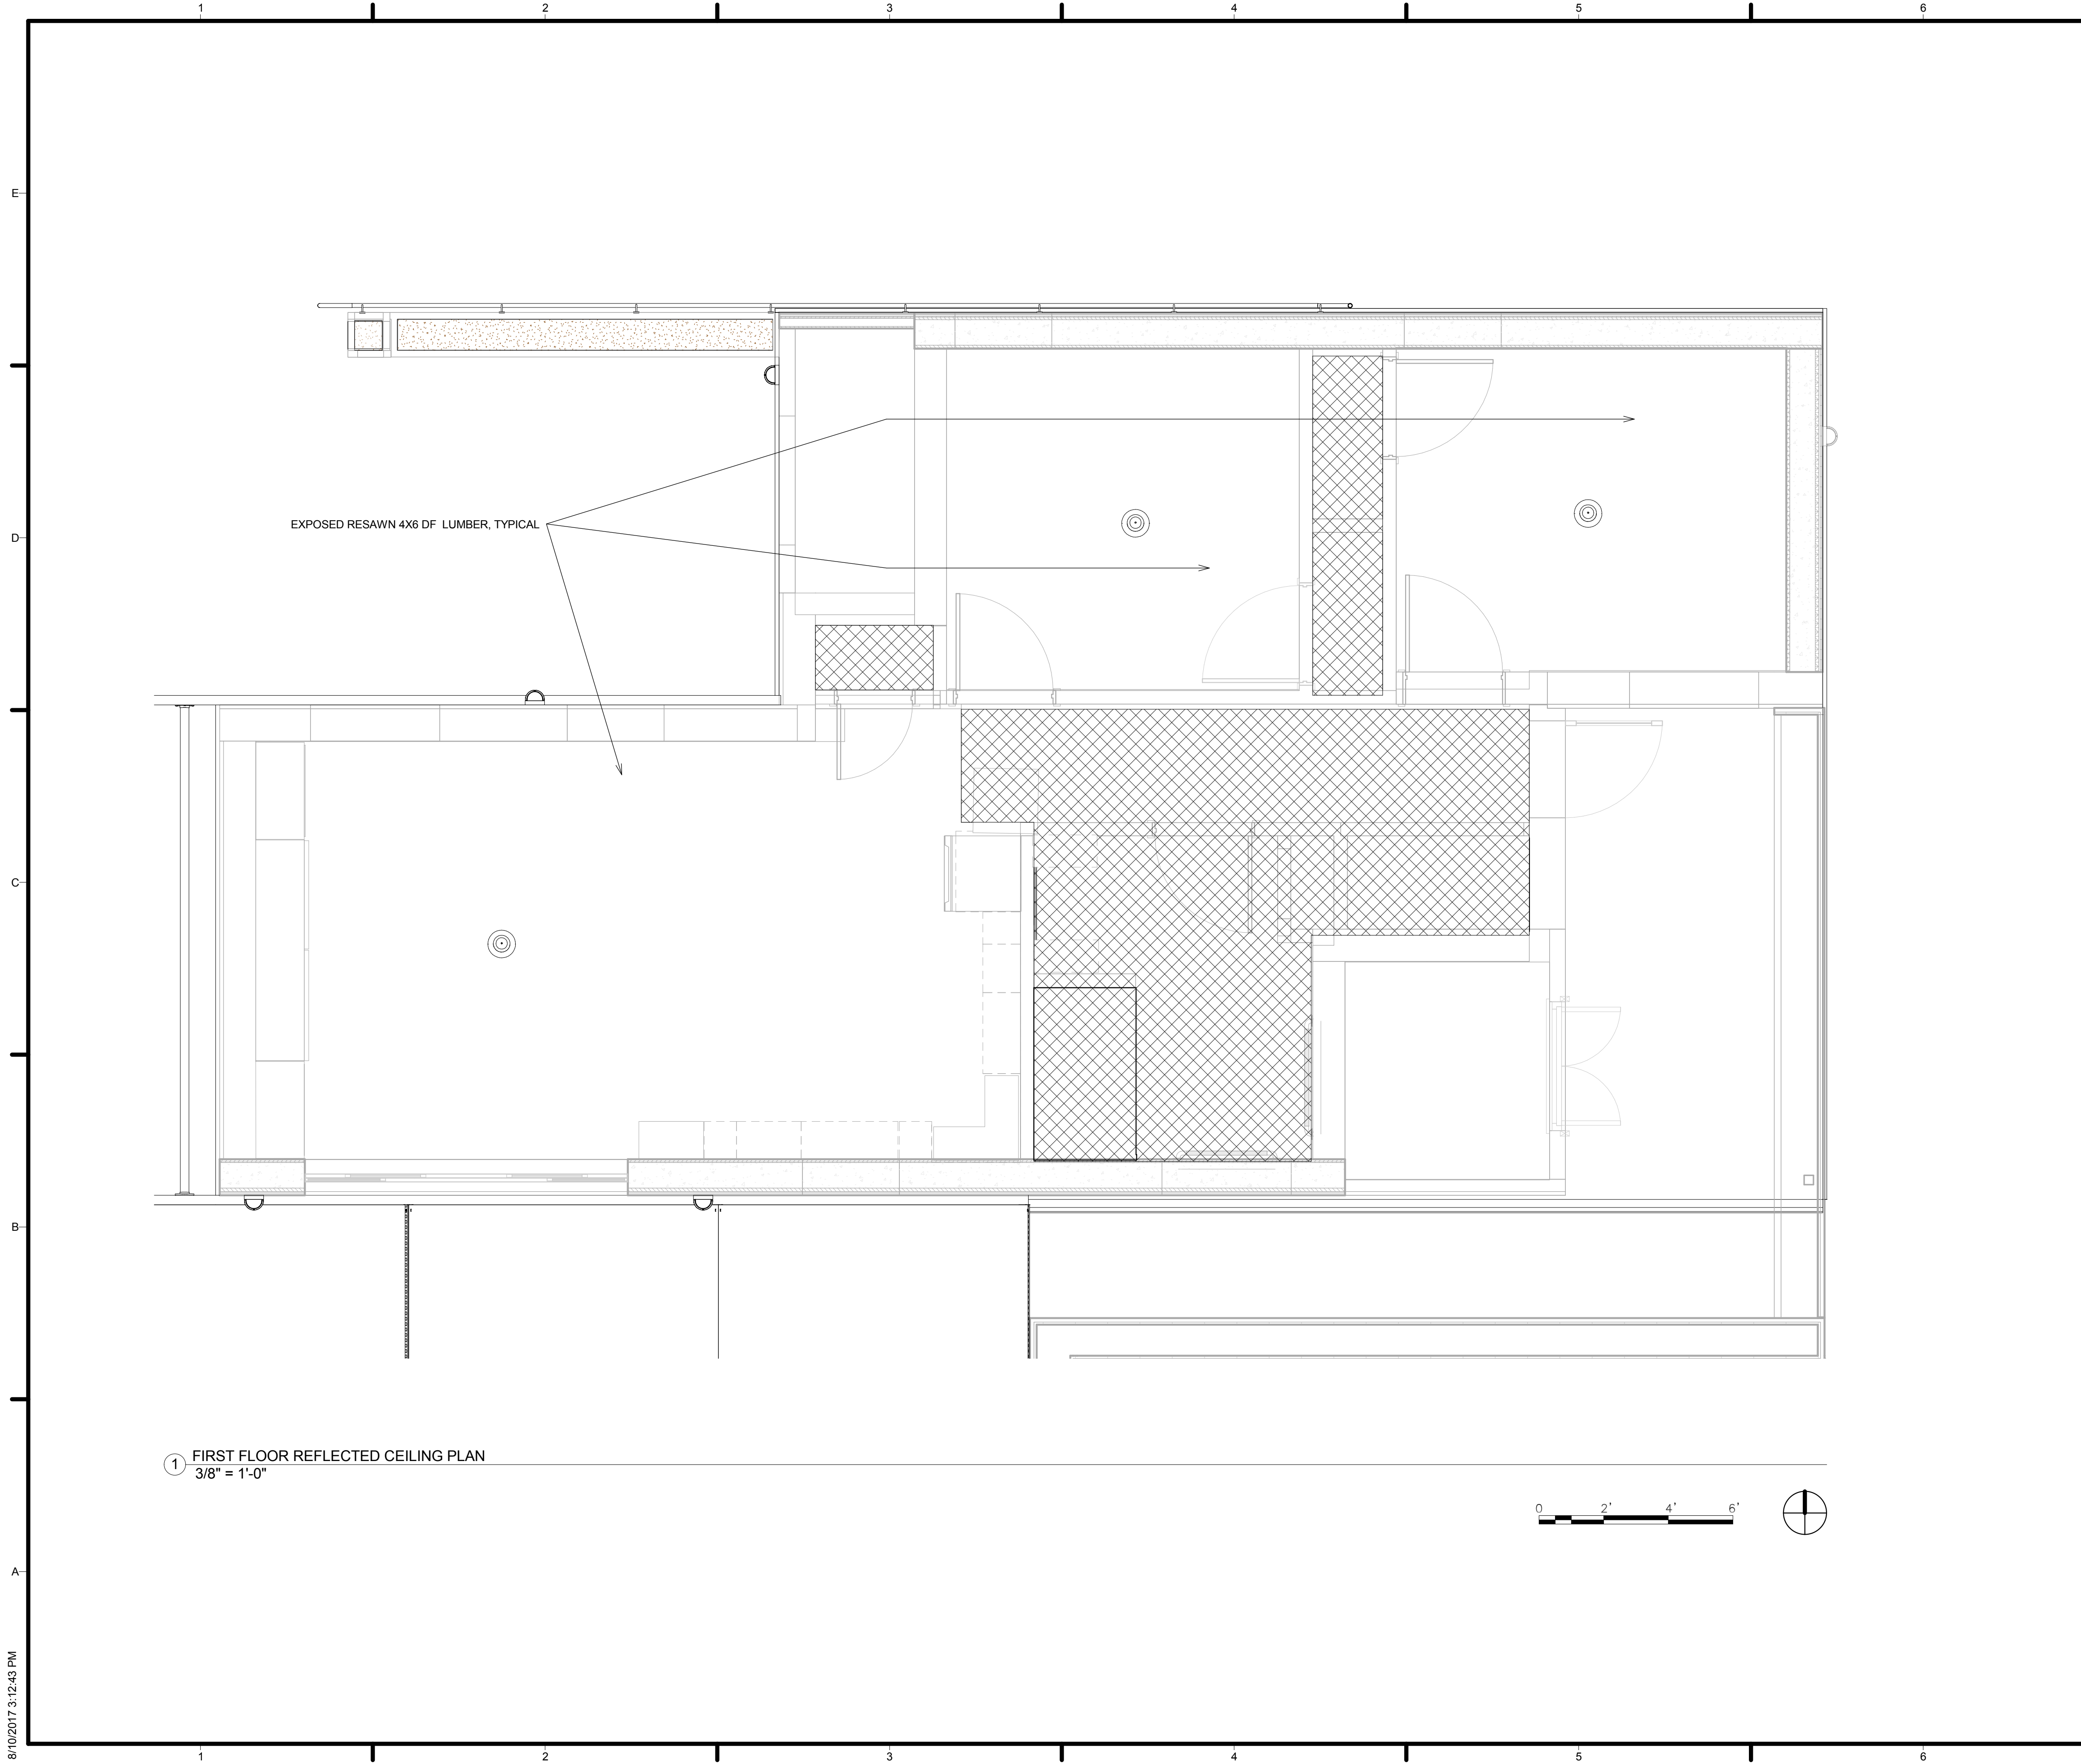 1 2 3 4 5 6
E
EXPOSED RESAWN 4X6 DF LUMBER, TYPICAL
D
C
B
1 FIRST FLOOR REFLECTED CEILING PLAN
3/8" = 1'-0"
0 2' 4' 6'
A
8/10/2017 3:12:43 PM
1 2 3 4 5 6